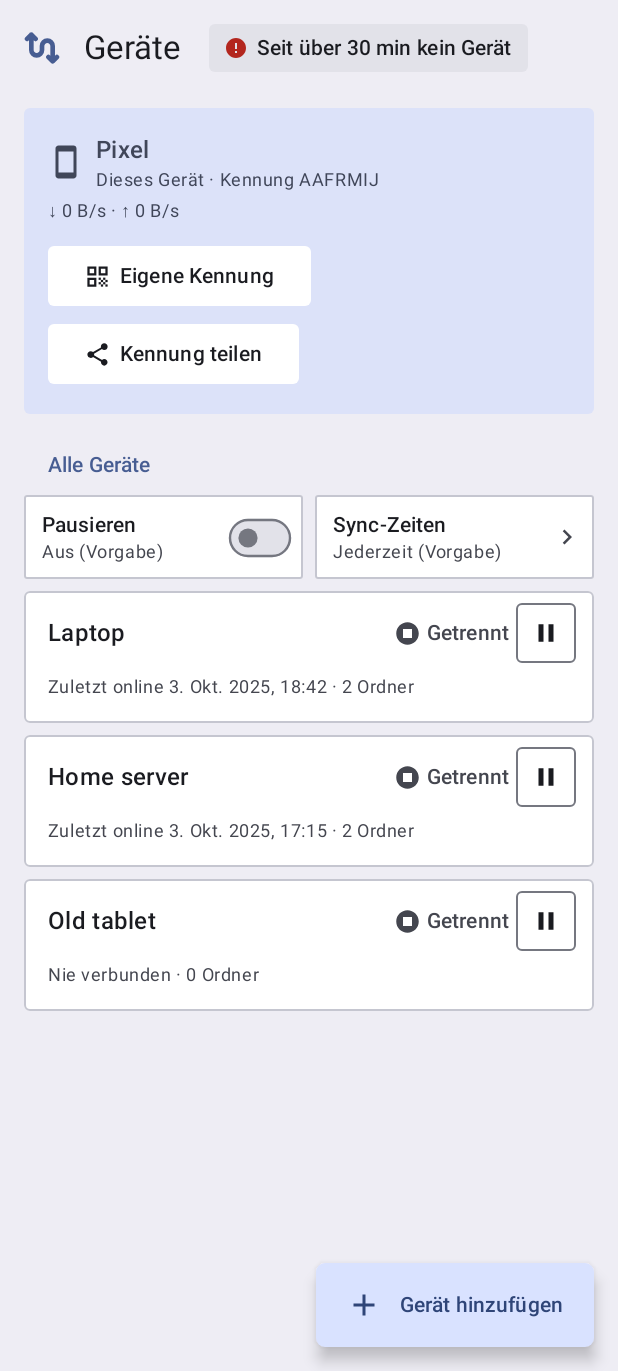 Geräte
Seit über 30 min kein Gerät
Pixel
Dieses Gerät · Kennung AAFRMIJ
↓ 0 B/s · ↑ 0 B/s
Eigene Kennung
Kennung teilen
Alle Geräte
Pausieren
Aus (Vorgabe)
Sync-Zeiten
Jederzeit (Vorgabe)
Laptop
Getrennt
Zuletzt online 3. Okt. 2025, 18:42 · 2 Ordner
Home server
Getrennt
Zuletzt online 3. Okt. 2025, 17:15 · 2 Ordner
Old tablet
Getrennt
Nie verbunden · 0 Ordner
Gerät hinzufügen